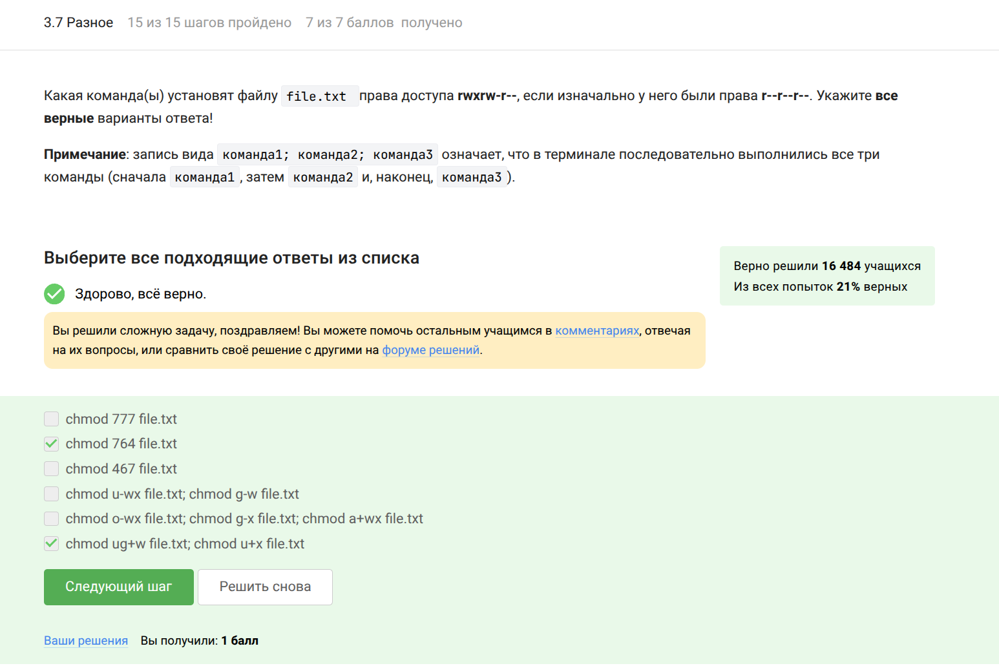 3.7 Разное 15 из 15 шагов пройдено 7 из 7 баллов получено
Какая команда(ы) установят файлу file.txt права доступа rwxrw-r--, если изначально у него были права r--r--r--. Укажите все
верные варианты ответа!
Примечание: запись вида команда1; команда2; команда3 означает, что в терминале последовательно выполнились все три
команды (сначала команда1, затем команда2 и, наконец, команда3).
Выберите все подходящие ответы из списка
Здорово, всё верно.
Верно решили 16 484 учащихся
Из всех попыток 21% верных
Вы решили сложную задачу, поздравляем! Вы можете помочь остальным учащимся в комментариях, отвечая
на их вопросы, или сравнить своё решение с другими на форуме решений.
chmod 777 file.txt
chmod 764 file.txt
chmod 467 file.txt
chmod u-wx file.txt; chmod g-w file.txt
chmod o-wx file.txt; chmod g-x file.txt; chmod a+wx file.txt
chmod ug+w file.txt; chmod u+x file.txt
Следующий шаг Решить снова
Ваши решения Вы получили: 1 балл